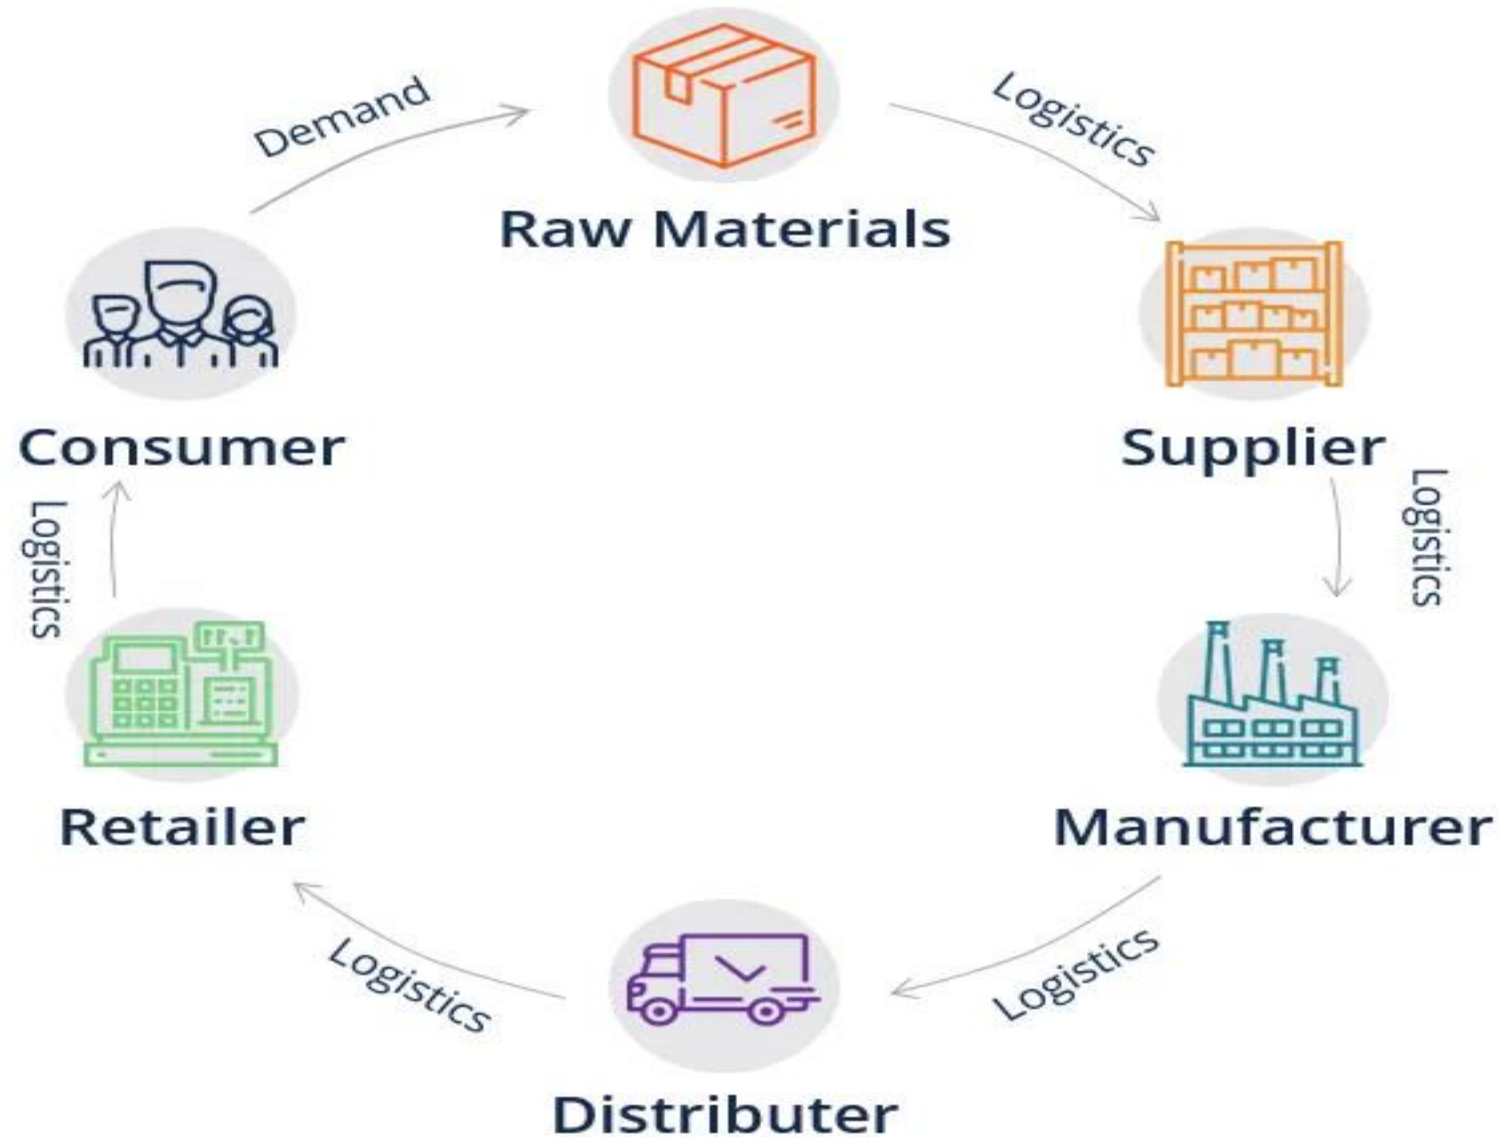 Demand
Logistics
Raw Materials
Consumer
Supplier
Logistics
Logistics
Retailer
Manufacturer
Logistics
Logistics
Distributer